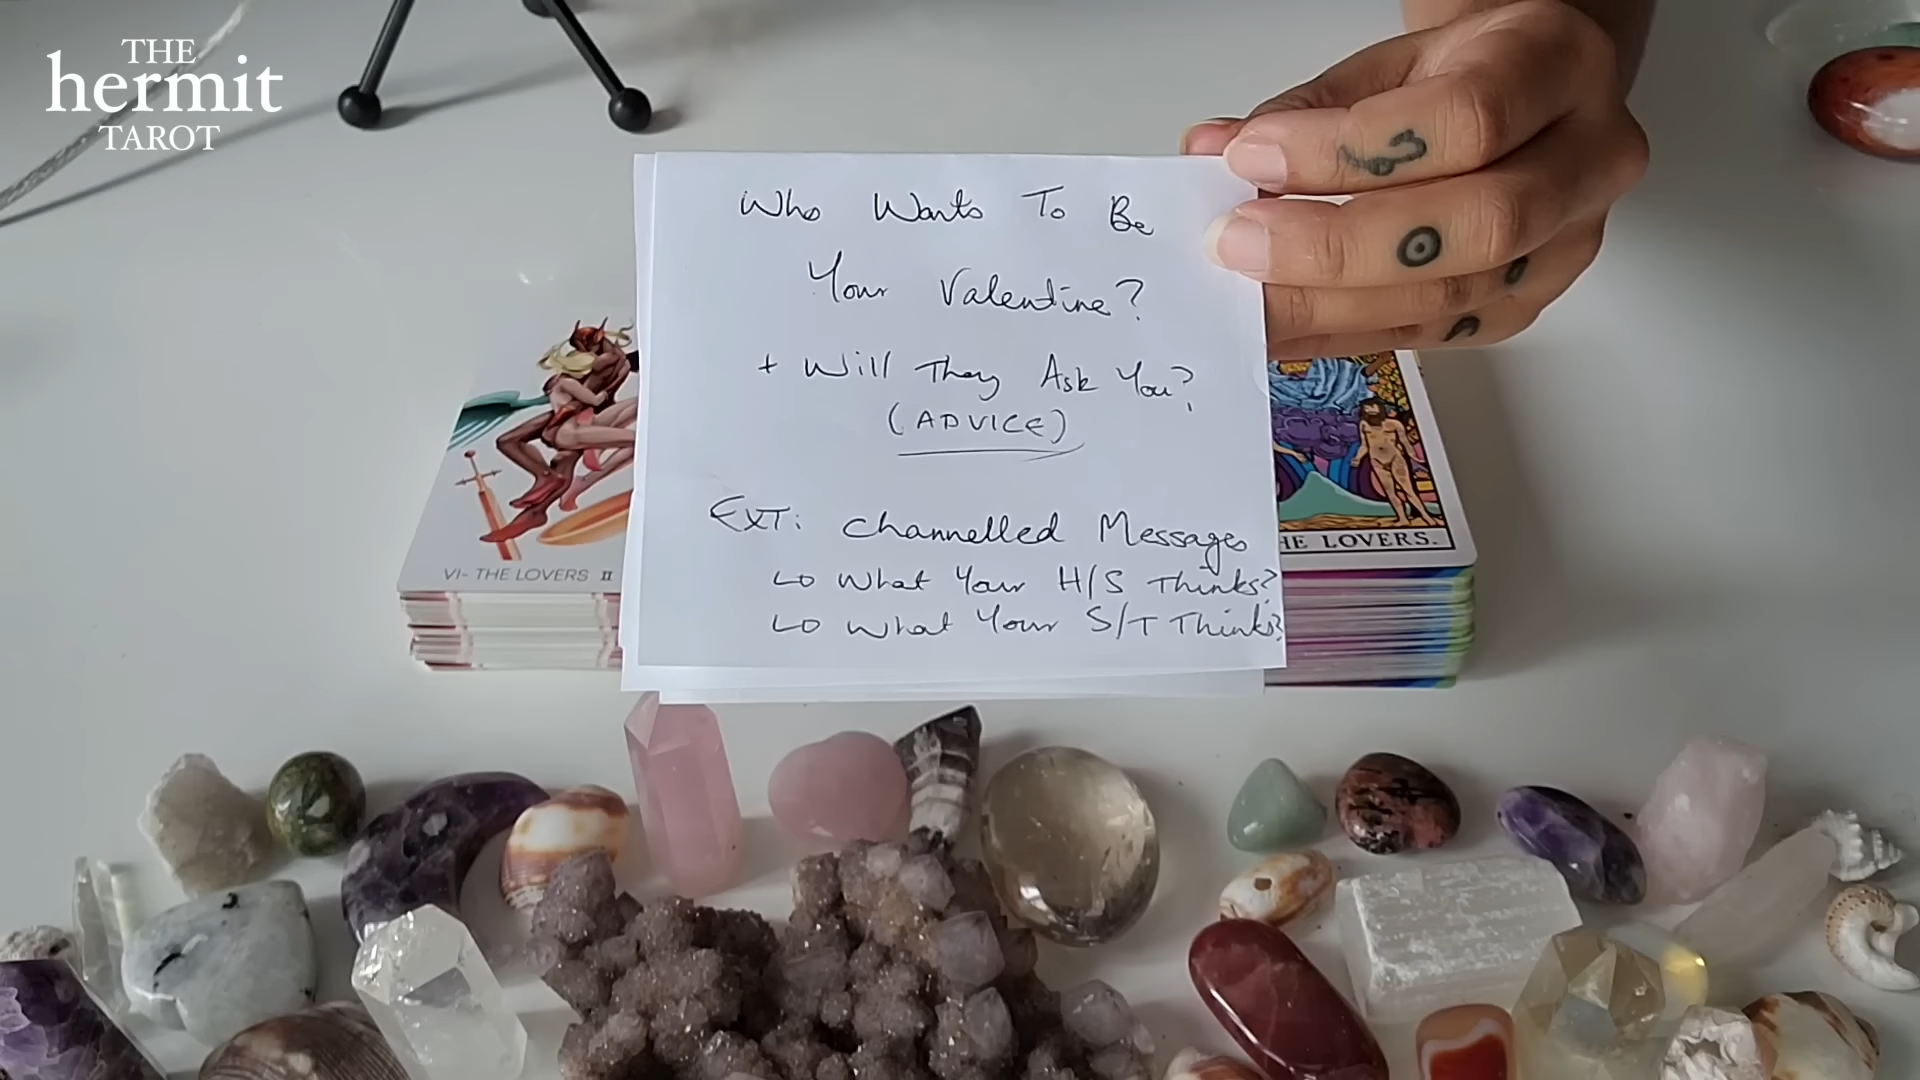 THE
hermit
TAROT
Who Wants To Be
Your Valentine?
+ Will They Ask You?
(ADVICE)
EXT: Channelled Messages
↳ What Your H/S Thinks?
↳ What Your S/T Thinks?
VI- THE LOVERS II
HE LOVERS.